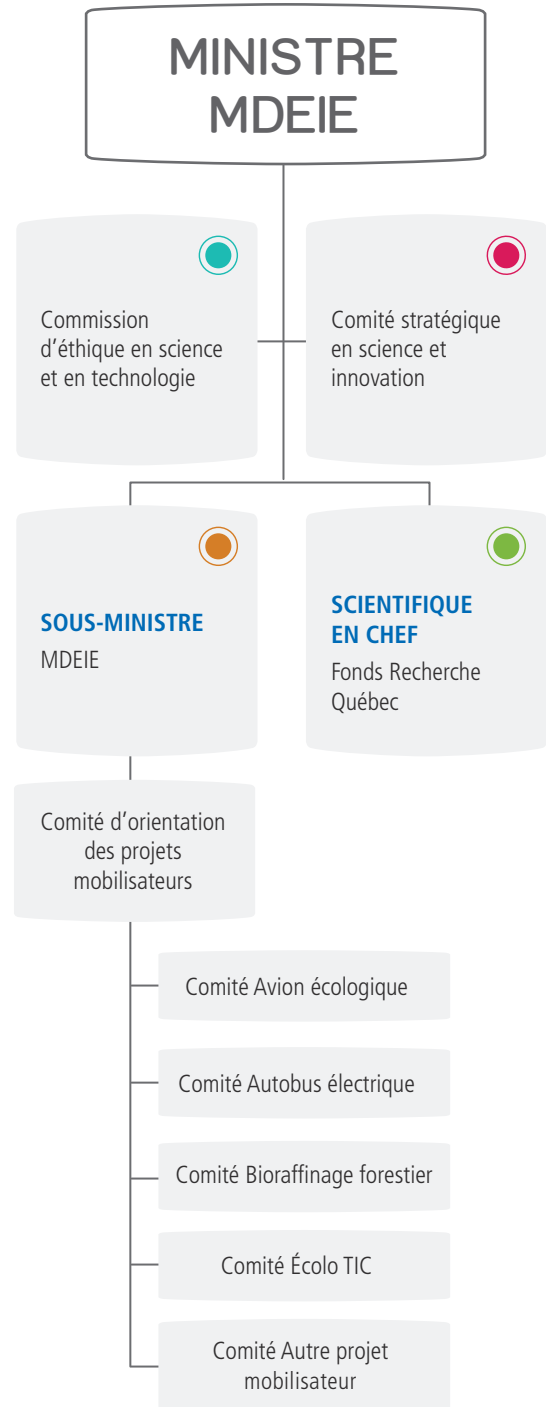 MINISTRE
MDEIE
Commission
d’éthique en science
et en technologie
Comité stratégique
en science et
innovation
SOUS-MINISTRE
MDEIE
SCIENTIFIQUE
EN CHEF
Fonds Recherche
Québec
Comité d’orientation
des projets
mobilisateurs
Comité Avion écologique
Comité Autobus électrique
Comité Bioraffinage forestier
Comité Écolo TIC
Comité Autre projet
mobilisateur